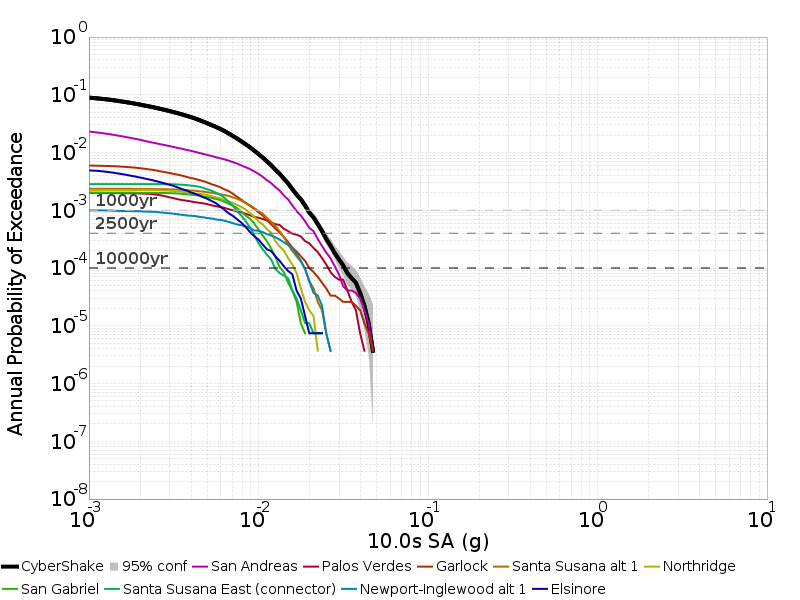 10^0
10^-1
10^-2
10^-3
10^-4
10^-5
10^-6
10^-7
10^-8
Annual Probability of Exceedance
1000yr
2500yr
10000yr
10^-3 10^-2 10^-1 10^0 10^1
10.0s SA (g)
CyberShake 95% conf San Andreas Palos Verdes Garlock Santa Susana alt 1 Northridge
San Gabriel Santa Susana East (connector) Newport-Inglewood alt 1 Elsinore